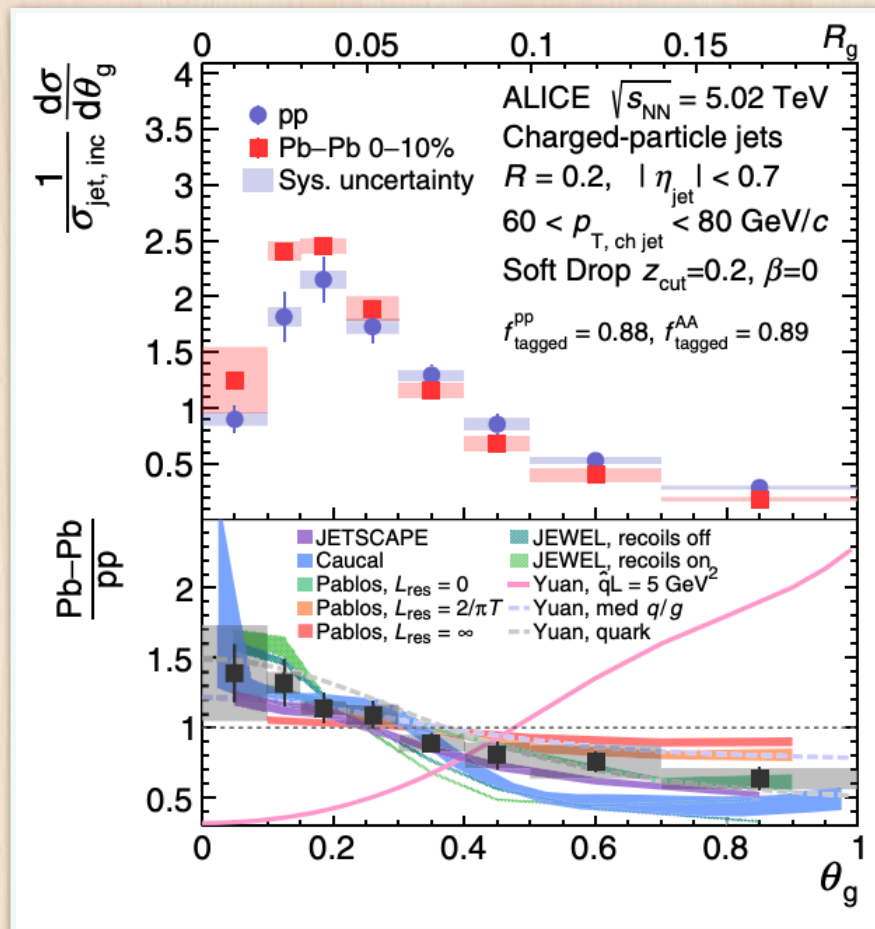 0 0.05 0.1 0.15 R_g
1/σ_jet, inc dσ/dθ_g
4
3.5
3
2.5
2
1.5
1
0.5
pp
Pb–Pb 0–10%
Sys. uncertainty
ALICE √s_NN = 5.02 TeV
Charged-particle jets
R = 0.2, | η_jet | < 0.7
60 < p_T, ch jet < 80 GeV/c
Soft Drop z_cut=0.2, β=0
f^pp_tagged = 0.88, f^AA_tagged = 0.89
Pb–Pb/pp
2
1.5
1
0.5
JETSCAPE
Caucal
Pablos, L_res = 0
Pablos, L_res = 2/πT
Pablos, L_res = ∞
JEWEL, recoils off
JEWEL, recoils on
Yuan, q̂L = 5 GeV²
Yuan, med q/g
Yuan, quark
0 0.2 0.4 0.6 0.8 1
θ_g